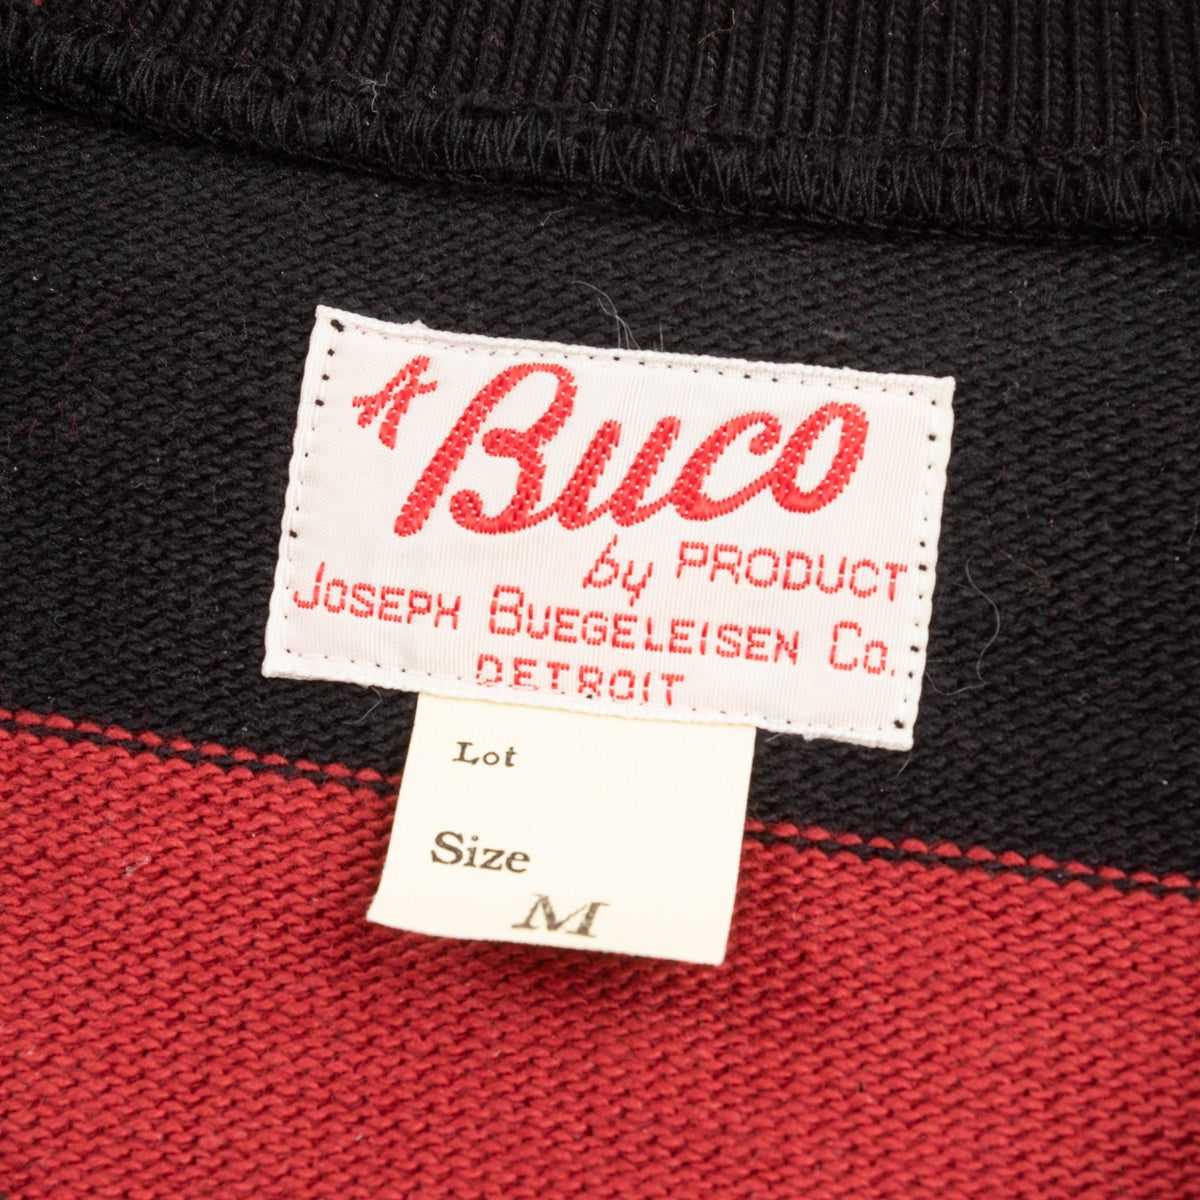 A Buco
by PRODUCT
JOSEPH BUEGELEISEN CO.
DETROIT
Lot
Size
M